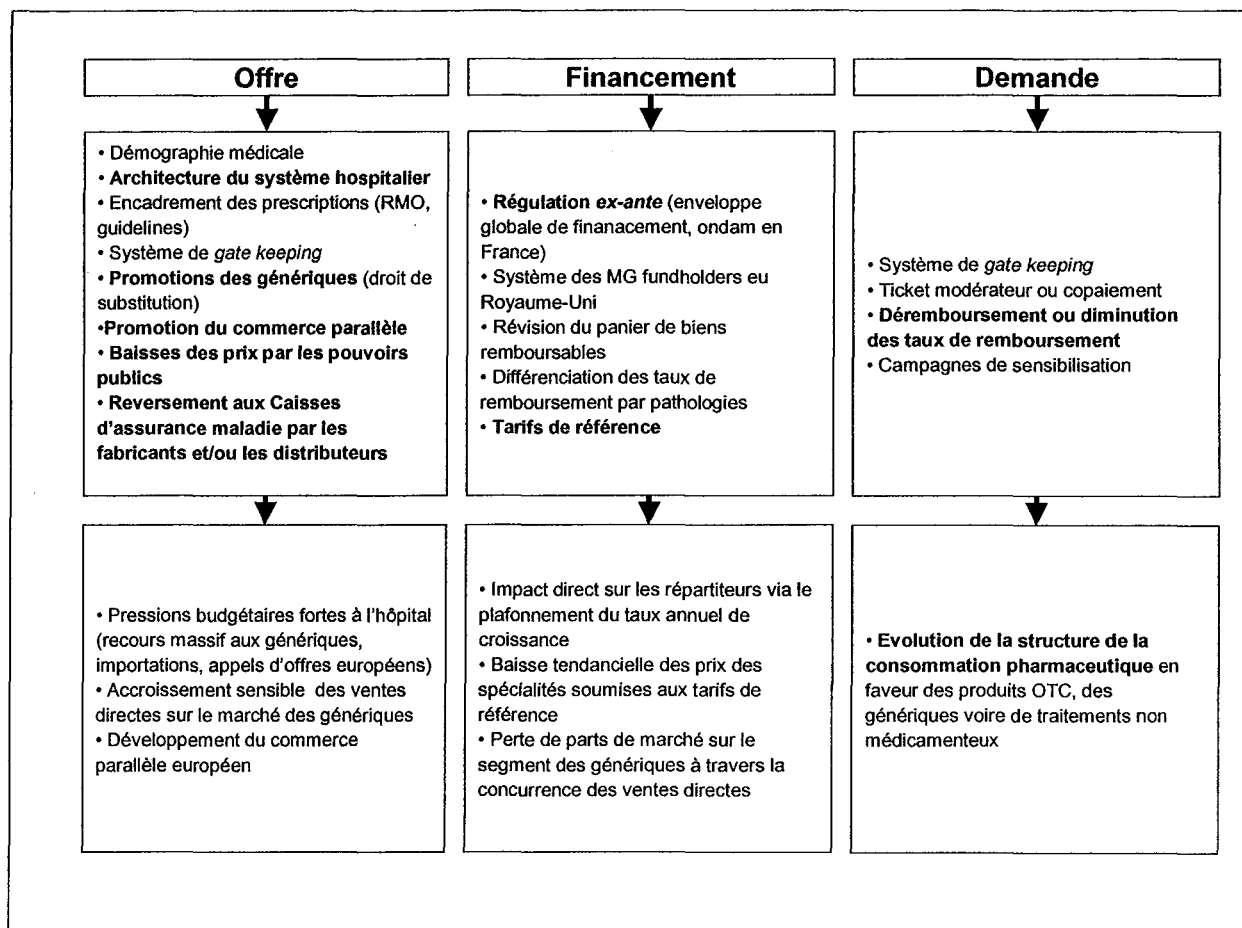 Offre
• Démographie médicale
• Architecture du système hospitalier
• Encadrement des prescriptions (RMO,
guidelines)
• Système de gate keeping
• Promotions des génériques (droit de
substitution)
•Promotion du commerce parallèle
• Baisses des prix par les pouvoirs
publics
• Reversement aux Caisses
d'assurance maladie par les
fabricants et/ou les distributeurs
• Pressions budgétaires fortes à l'hôpital
(recours massif aux génériques,
importations, appels d'offres européens)
• Accroissement sensible des ventes
directes sur le marché des génériques
• Développement du commerce
parallèle européen
Financement
• Régulation ex-ante (enveloppe
globale de finanacement, ondam en
France)
• Système des MG fundholders eu
Royaume-Uni
• Révision du panier de biens
remboursables
• Différenciation des taux de
remboursement par pathologies
• Tarifs de référence
• Impact direct sur les répartiteurs via le
plafonnement du taux annuel de
croissance
• Baisse tendancielle des prix des
spécialités soumises aux tarifs de
référence
• Perte de parts de marché sur le
segment des génériques à travers la
concurrence des ventes directes
Demande
• Système de gate keeping
• Ticket modérateur ou copaiement
• Déremboursement ou diminution
des taux de remboursement
• Campagnes de sensibilisation
• Evolution de la structure de la
consommation pharmaceutique en
faveur des produits OTC, des
génériques voire de traitements non
médicamenteux